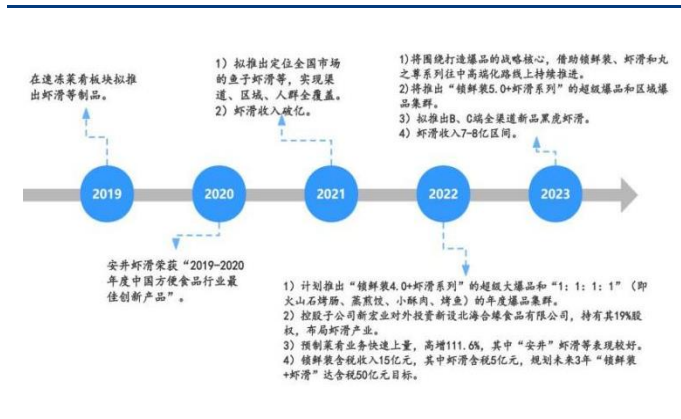 在速冻菜肴板块拟推
出虾滑等制品。
1）拟推出定位全国市场
的鱼子虾滑等，实现渠
道、区域、人群全覆盖。
2）虾滑收入破亿。
1)将围绕打造爆品的战略核心，借助锁鲜装、虾滑和丸
之尊系列往中高端化路线上持续推进。
2)将推出“锁鲜装5.0+虾滑系列”的超级爆品和区域爆
品集群。
3）拟推出B、C端全渠道新品黑虎虾滑。
4）虾滑收入7-8亿区间。
2019
2020
2021
2022
2023
安井虾滑荣获“2019-2020
年度中国方便食品行业最
佳创新产品”。
1）计划推出“锁鲜装4.0+虾滑系列”的超级大爆品和“1：1：1：1”（即
火山石烤肠、蒸煎饺、小酥肉、烤鱼）的年度爆品集群。
2）控股子公司新宏业对外投资新设北海合缘食品有限公司，持有其19%股
权，布局虾滑产业。
3）预制菜肴业务快速上量，高增111.6%，其中“安井”虾滑等表现较好。
4）锁鲜装含税收入15亿元，其中虾滑含税5亿元，规划未来3年“锁鲜装
+虾滑”达含税50亿元目标。